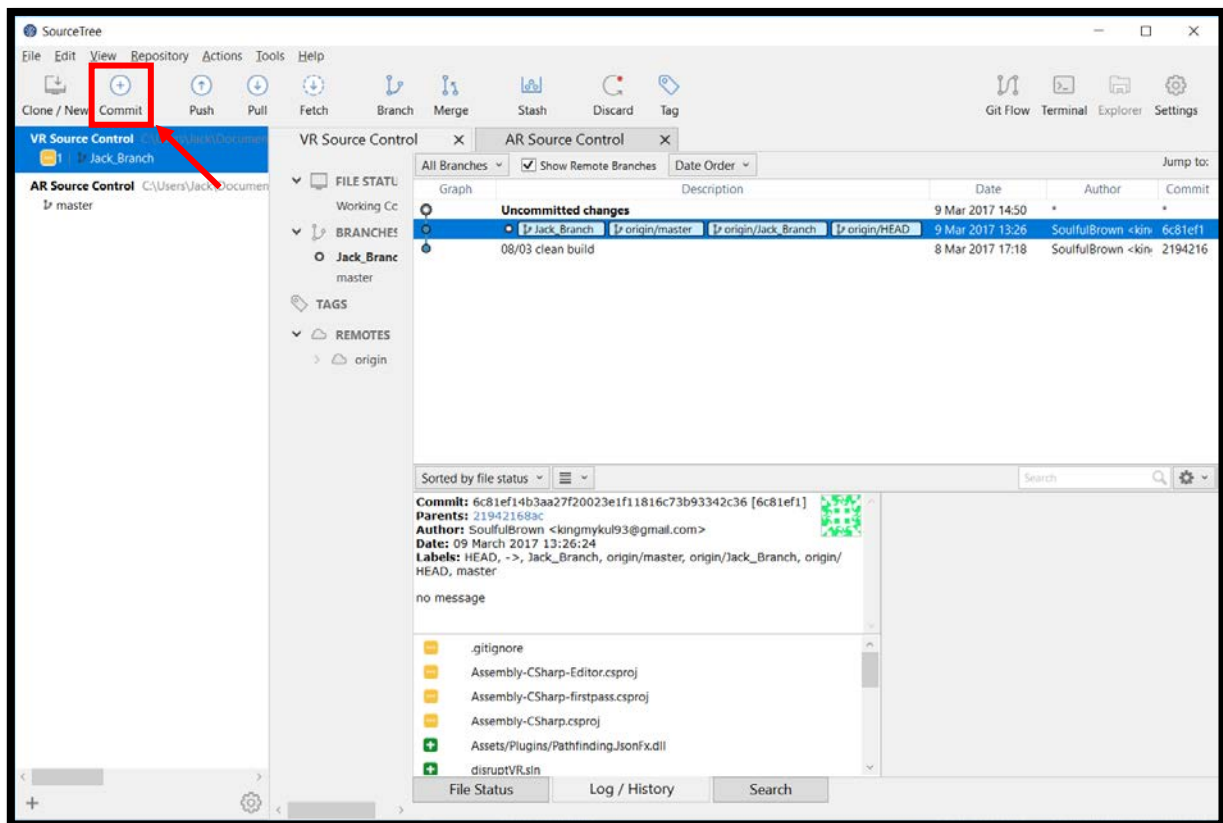 SourceTree
File Edit View Repository Actions Tools Help
Clone / New Commit Push Pull Fetch Branch Merge Stash Discard Tag Git Flow Terminal Explorer Settings
VR Source Control
1 Jack_Branch
AR Source Control C:\Users\Jack\Documen
master
VR Source Control AR Source Control
FILE STATU
Working Cc
BRANCHES
Jack_Branc
master
TAGS
REMOTES
origin
All Branches Show Remote Branches Date Order Jump to:
Graph Description Date Author Commit
Uncommitted changes 9 Mar 2017 14:50 * *
Jack_Branch origin/master origin/Jack_Branch origin/HEAD 9 Mar 2017 13:26 SoulfulBrown <kin 6c81ef1
08/03 clean build 8 Mar 2017 17:18 SoulfulBrown <kin 2194216
Sorted by file status Search
Commit: 6c81ef14b3aa27f20023e1f11816c73b93342c36 [6c81ef1]
Parents: 21942168ac
Author: SoulfulBrown <kingmykul93@gmail.com>
Date: 09 March 2017 13:26:24
Labels: HEAD, ->, Jack_Branch, origin/master, origin/Jack_Branch, origin/
HEAD, master
no message
.gitignore
Assembly-CSharp-Editor.csproj
Assembly-CSharp-firstpass.csproj
Assembly-CSharp.csproj
Assets/Plugins/Pathfinding.JsonFx.dll
disruptVR.sln
File Status Log / History Search